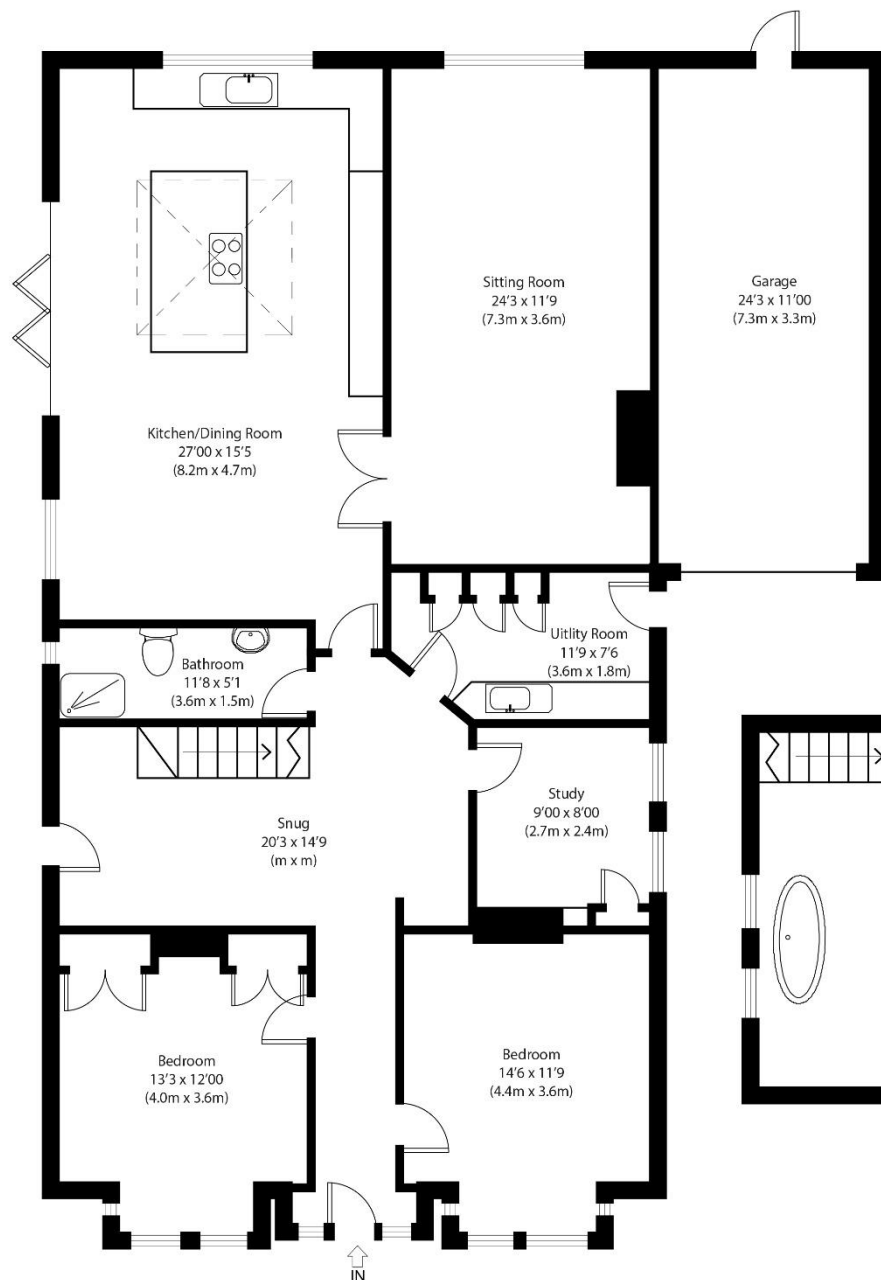 Sitting Room
24'3 x 11'9
(7.3m x 3.6m)
Garage
24'3 x 11'00
(7.3m x 3.3m)
Kitchen/Dining Room
27'00 x 15'5
(8.2m x 4.7m)
Uitlity Room
11'9 x 7'6
(3.6m x 1.8m)
Bathroom
11'8 x 5'1
(3.6m x 1.5m)
Study
9'00 x 8'00
(2.7m x 2.4m)
Snug
20'3 x 14'9
(m x m)
Bedroom
13'3 x 12'00
(4.0m x 3.6m)
Bedroom
14'6 x 11'9
(4.4m x 3.6m)
IN